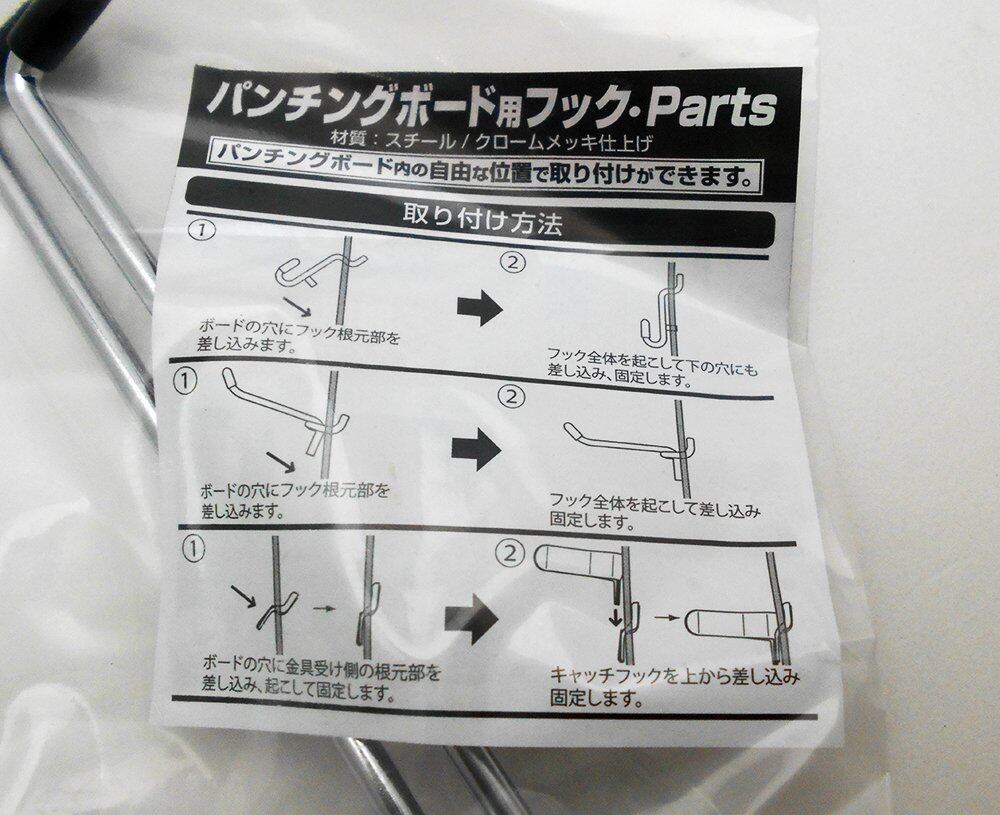 パンチングボード用フック・Parts
材質：スチール / クロームメッキ仕上げ
パンチングボード内の自由な位置で取り付けができます。
取り付け方法
①
ボードの穴にフック根元部を
差し込みます。
②
フック全体を起こして下の穴にも
差し込み、固定します。
①
ボードの穴にフック根元部を
差し込みます。
②
フック全体を起こして差し込み
固定します。
①
ボードの穴に金具受け側の根元部を
差し込み、起こして固定します。
②
キャッチフックを上から差し込み
固定します。